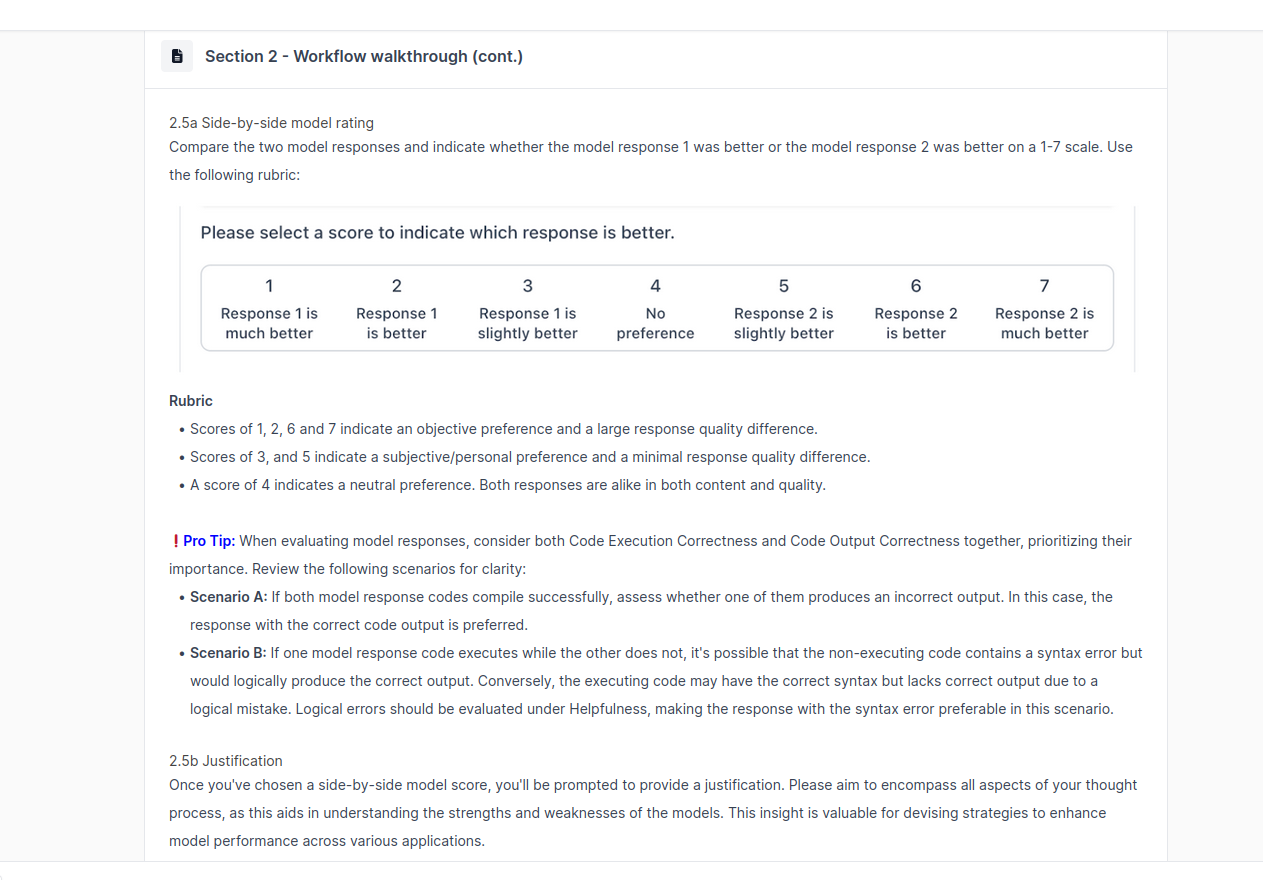 Section 2 - Workflow walkthrough (cont.)
2.5a Side-by-side model rating
Compare the two model responses and indicate whether the model response 1 was better or the model response 2 was better on a 1-7 scale. Use
the following rubric:
Please select a score to indicate which response is better.
1 2 3 4 5 6 7
Response 1 is Response 1 Response 1 is No Response 2 is Response 2 Response 2 is
much better is better slightly better preference slightly better is better much better
Rubric
• Scores of 1, 2, 6 and 7 indicate an objective preference and a large response quality difference.
• Scores of 3, and 5 indicate a subjective/personal preference and a minimal response quality difference.
• A score of 4 indicates a neutral preference. Both responses are alike in both content and quality.
❗Pro Tip: When evaluating model responses, consider both Code Execution Correctness and Code Output Correctness together, prioritizing their
importance. Review the following scenarios for clarity:
• Scenario A: If both model response codes compile successfully, assess whether one of them produces an incorrect output. In this case, the
response with the correct code output is preferred.
• Scenario B: If one model response code executes while the other does not, it's possible that the non-executing code contains a syntax error but
would logically produce the correct output. Conversely, the executing code may have the correct syntax but lacks correct output due to a
logical mistake. Logical errors should be evaluated under Helpfulness, making the response with the syntax error preferable in this scenario.
2.5b Justification
Once you've chosen a side-by-side model score, you'll be prompted to provide a justification. Please aim to encompass all aspects of your thought
process, as this aids in understanding the strengths and weaknesses of the models. This insight is valuable for devising strategies to enhance
model performance across various applications.